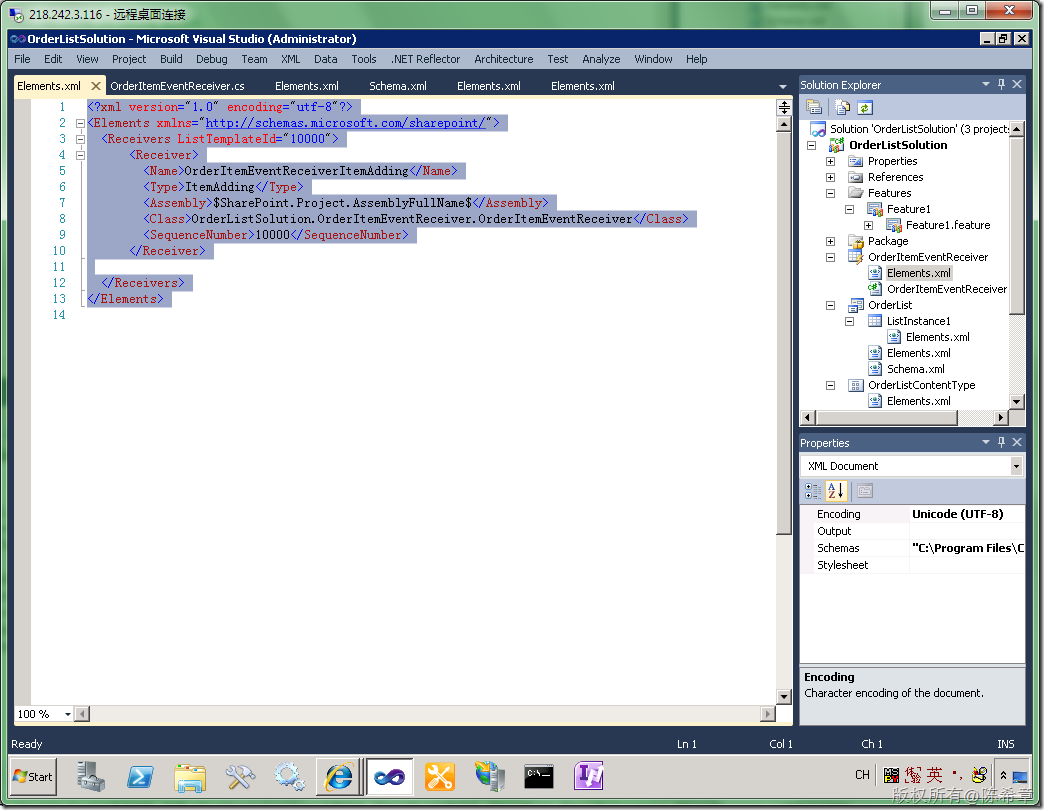 218.242.3.116 - 远程桌面连接
OrderListSolution - Microsoft Visual Studio (Administrator)
File Edit View Project Build Debug Team XML Data Tools .NET Reflector Architecture Test Analyze Window Help
Elements.xml OrderItemEventReceiver.cs Elements.xml Schema.xml Elements.xml Elements.xml
1 <?xml version="1.0" encoding="utf-8"?>
2 <Elements xmlns="http://schemas.microsoft.com/sharepoint/">
3 <Receivers ListTemplateId="10000">
4 <Receiver>
5 <Name>OrderItemEventReceiverItemAdding</Name>
6 <Type>ItemAdding</Type>
7 <Assembly>$SharePoint.Project.AssemblyFullName$</Assembly>
8 <Class>OrderListSolution.OrderItemEventReceiver.OrderItemEventReceiver</Class>
9 <SequenceNumber>10000</SequenceNumber>
10 </Receiver>
11
12 </Receivers>
13 </Elements>
14
100 %
Solution Explorer
Solution 'OrderListSolution' (3 projects
OrderListSolution
Properties
References
Features
Feature1
Feature1.feature
Package
OrderItemEventReceiver
Elements.xml
OrderItemEventReceiver
OrderList
ListInstance1
Elements.xml
Elements.xml
Schema.xml
OrderListContentType
Elements.xml
Properties
XML Document
Encoding Unicode (UTF-8)
Output
Schemas "C:\Program Files\C
Stylesheet
Encoding
Character encoding of the document.
Ready Ln 1 Col 1 Ch 1 INS
Start CH 英
版权所有@陈希章